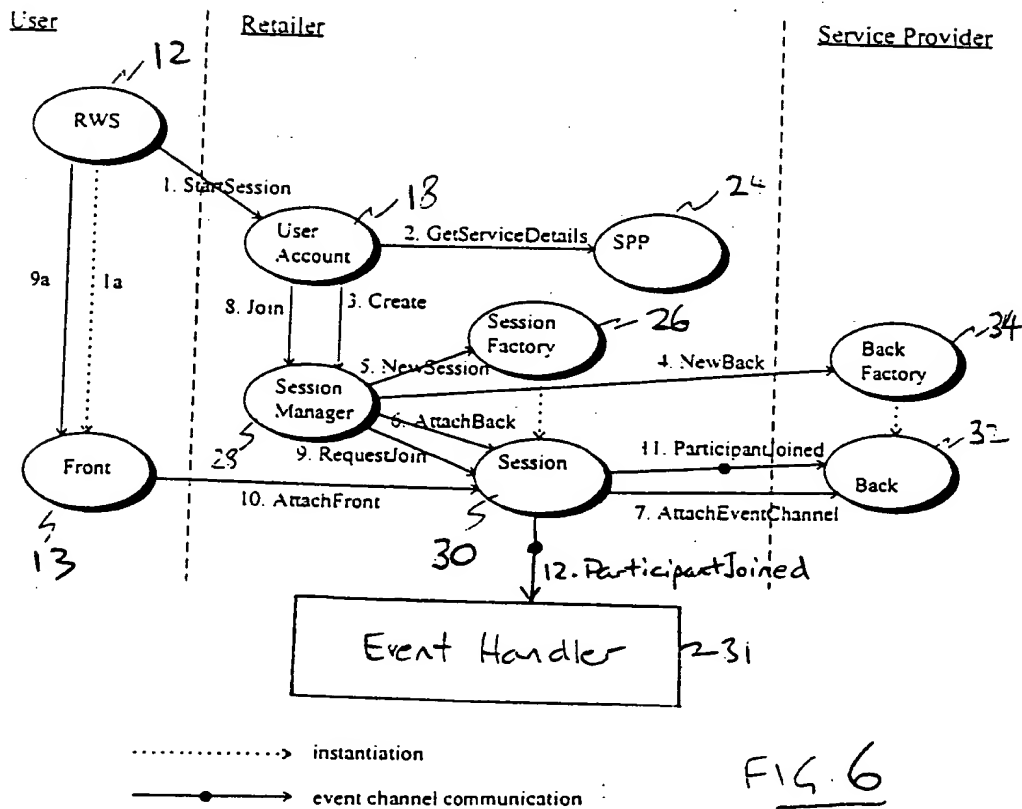 User
Retailer
Service Provider
12
RWS
1. StartSession
18
24
User
Account
2. GetServiceDetails
SPP
9a
1a
8. Join
3. Create
26
34
Session
Factory
5. NewSession
4. NewBack
Back
Factory
Session
Manager
6. AttachBack
28
9. RequestJoin
32
Front
Session
11. ParticipantJoined
Back
10. AttachFront
7. AttachEventChannel
13
30
12. ParticipantJoined
Event Handler
31
instantiation
event channel communication
FIG. 6